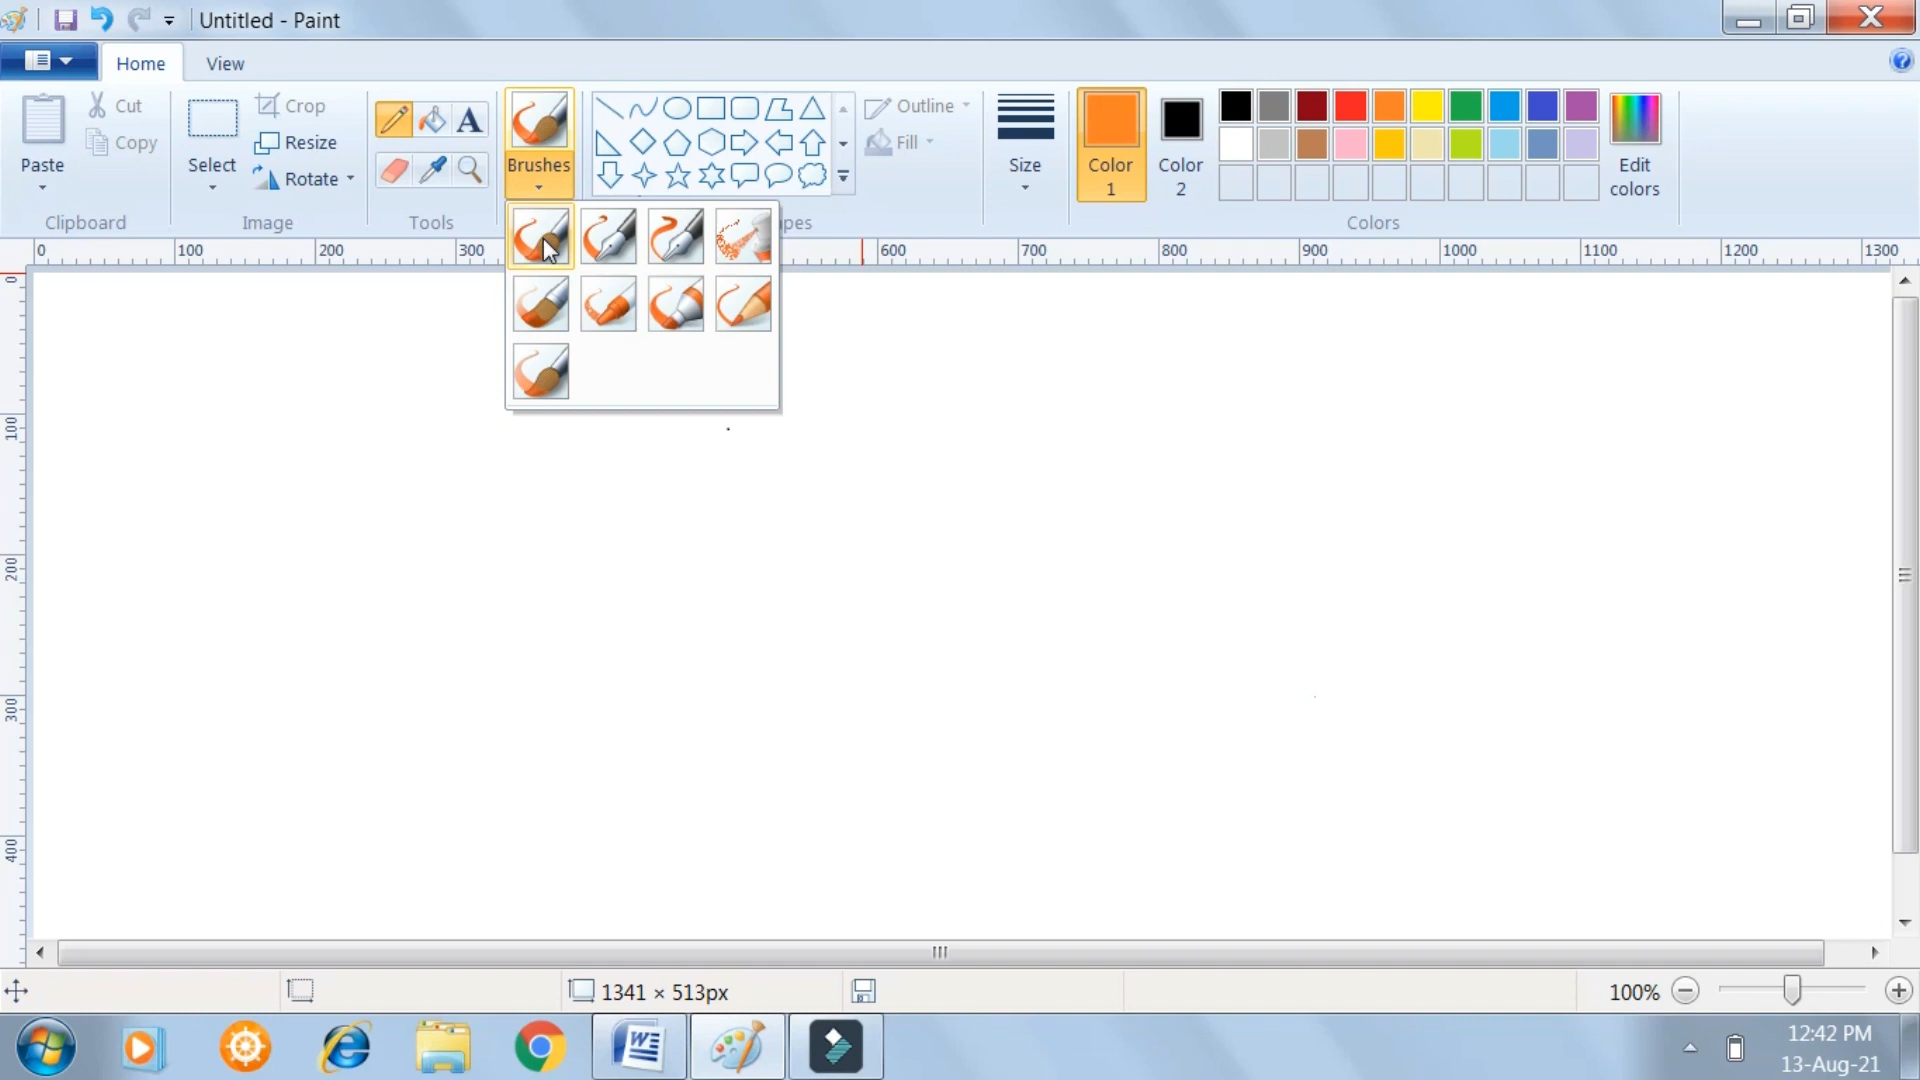 Untitled - Paint
Home View
Cut
Copy
Paste
Clipboard
Crop
Resize
Rotate
Select
Image
A
Tools
Brushes
Outline
Fill
apes
Size
Color 1
Color 2
Edit colors
Colors
0 100 200 300 600 700 800 900 1000 1100 1200 1300
0
100
200
300
400
1341 × 513px
100%
12:42 PM
13-Aug-21